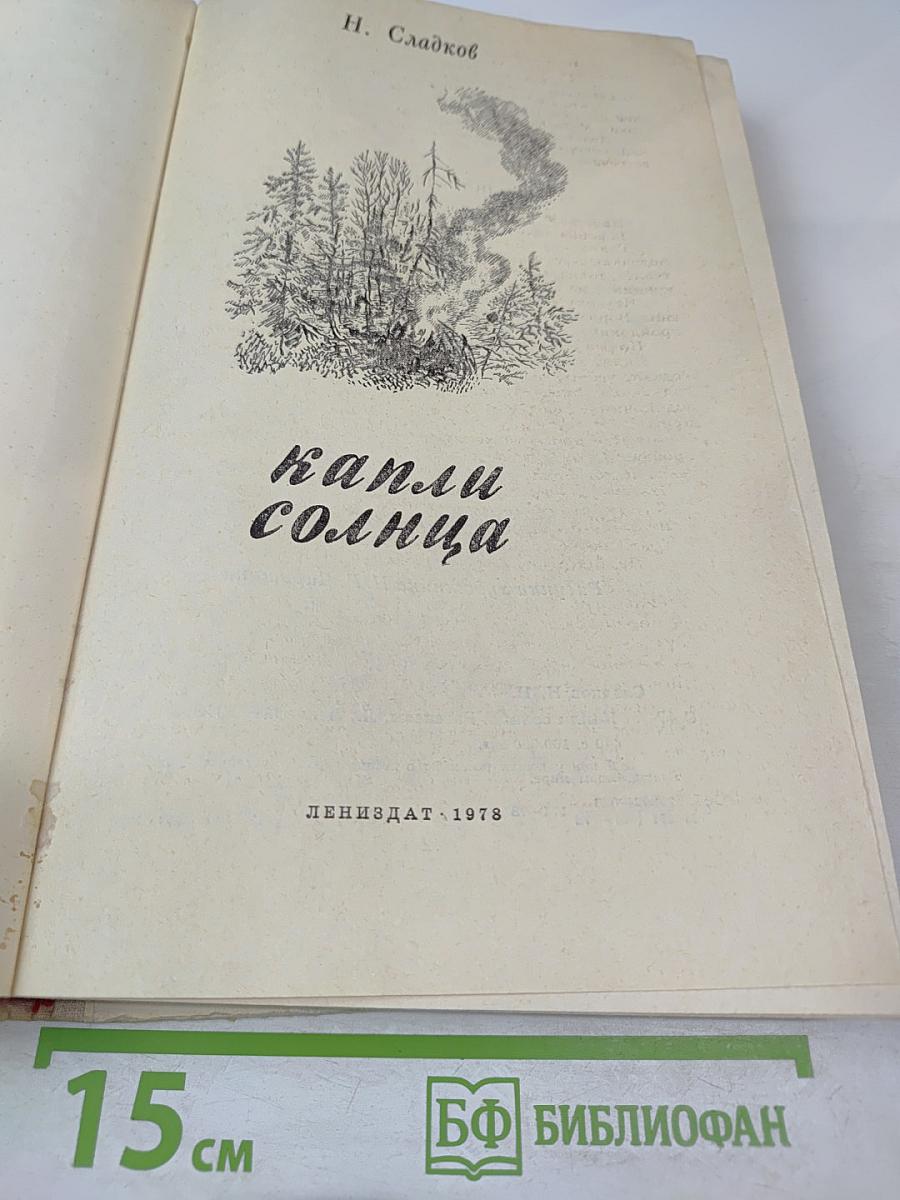 Н. Сладков
капли
солнца
ЛЕНИЗДАТ · 1978
15 см
БФ БИБЛИОФАН